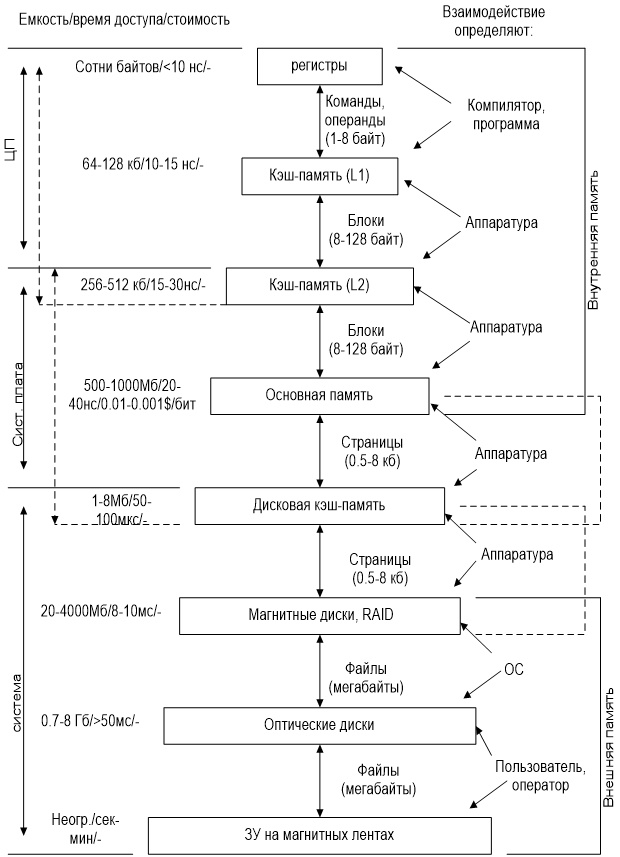 Емкость/время доступа/стоимость
Взаимодействие
определяют:
Сотни байтов/<10 нс/-
регистры
Команды,
операнды
(1-8 байт)
Компилятор,
программа
ЦП
64-128 кб/10-15 нс/-
Кэш-память (L1)
Блоки
(8-128 байт)
Аппаратура
Внутренняя память
256-512 кб/15-30нс/-
Кэш-память (L2)
Блоки
(8-128 байт)
Аппаратура
500-1000Мб/20-
40нс/0.01-0.001$/бит
Основная память
Сист. плата
Страницы
(0.5-8 кб)
Аппаратура
1-8Мб/50-
100мкс/-
Дисковая кэш-память
Страницы
(0.5-8 кб)
Аппаратура
20-4000Мб/8-10мс/-
Магнитные диски, RAID
Файлы
(мегабайты)
ОС
система
0.7-8 Гб/>50мс/-
Оптические диски
Внешняя память
Файлы
(мегабайты)
Пользователь,
оператор
Неогр./сек-
мин/-
ЗУ на магнитных лентах